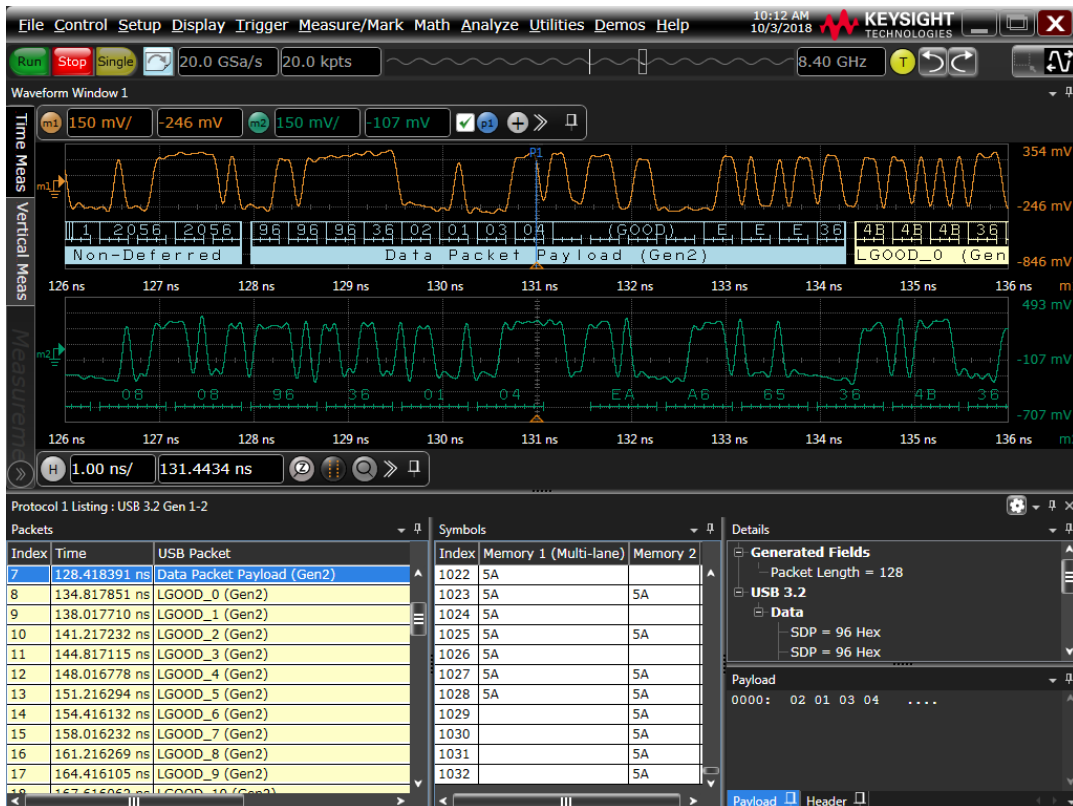 File Control Setup Display Trigger Measure/Mark Math Analyze Utilities Demos Help
10:12 AM
10/3/2018
KEYSIGHT
TECHNOLOGIES
Run Stop Single 20.0 GSa/s 20.0 kpts 8.40 GHz T
Waveform Window 1
Time Meas
Vertical Meas
Measurements
m1 150 mV/ -246 mV m2 150 mV/ -107 mV p1
P1
354 mV
m1
-246 mV
1 2056 2056 96 96 96 36 02 01 03 04 (GOOD) E E E 36 4B 4B 4B 36
Non-Deferred Data Packet Payload (Gen2) LGOOD_0 (Gen
-846 mV
126 ns 127 ns 128 ns 129 ns 130 ns 131 ns 132 ns 133 ns 134 ns 135 ns 136 ns
493 mV
m2
-107 mV
08 08 96 36 01 04 EA A6 65 36 4B 36
-707 mV
126 ns 127 ns 128 ns 129 ns 130 ns 131 ns 132 ns 133 ns 134 ns 135 ns 136 ns
H 1.00 ns/ 131.4434 ns Z
Protocol 1 Listing : USB 3.2 Gen 1-2
Packets
Index Time USB Packet
7 128.418391 ns Data Packet Payload (Gen2)
8 134.817851 ns LGOOD_0 (Gen2)
9 138.017710 ns LGOOD_1 (Gen2)
10 141.217232 ns LGOOD_2 (Gen2)
11 144.817115 ns LGOOD_3 (Gen2)
12 148.016778 ns LGOOD_4 (Gen2)
13 151.216294 ns LGOOD_5 (Gen2)
14 154.416132 ns LGOOD_6 (Gen2)
15 158.016232 ns LGOOD_7 (Gen2)
16 161.216269 ns LGOOD_8 (Gen2)
17 164.416105 ns LGOOD_9 (Gen2)
18 167.616062 ns LGOOD_10 (Gen2)
Symbols
Index Memory 1 (Multi-lane) Memory 2
1022 5A
1023 5A 5A
1024 5A
1025 5A 5A
1026 5A
1027 5A 5A
1028 5A 5A
1029 5A
1030 5A
1031 5A
1032 5A
Details
Generated Fields
Packet Length = 128
USB 3.2
Data
SDP = 96 Hex
SDP = 96 Hex
Payload
0000: 02 01 03 04 ....
Payload Header